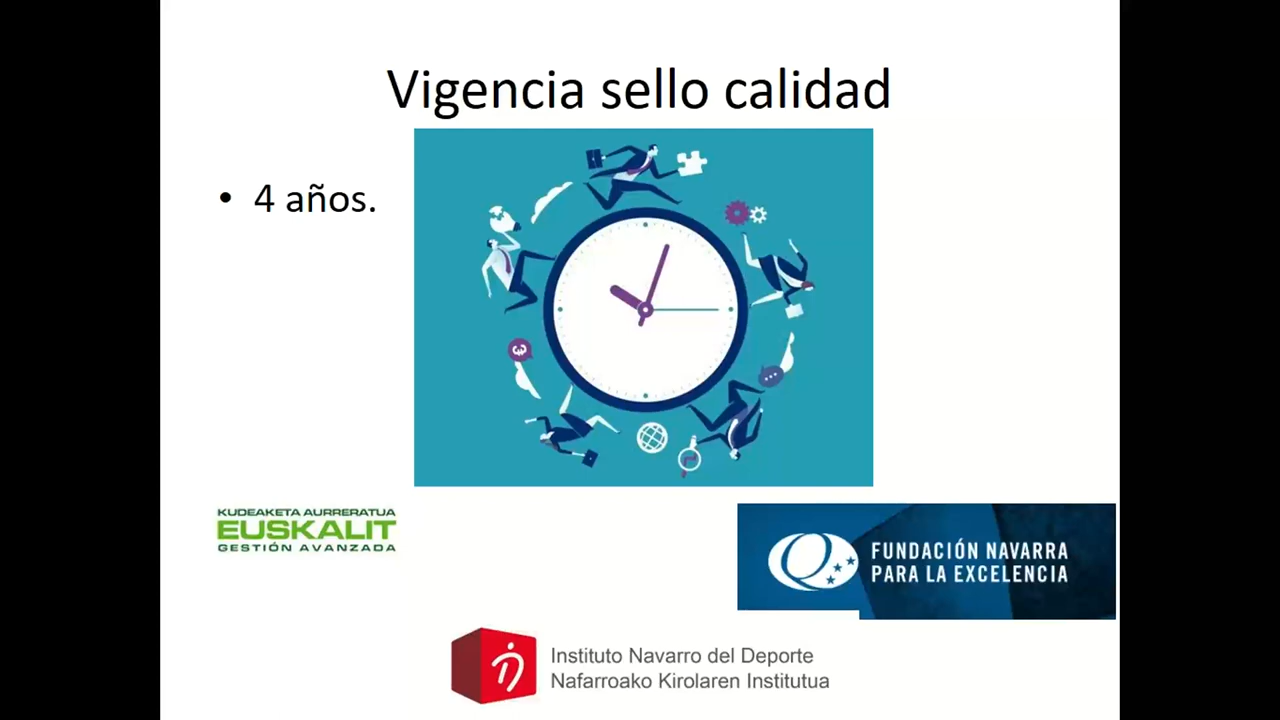 Vigencia sello calidad
• 4 años.
KUDEAKETA AURRERATUA
EUSKALIT
GESTIÓN AVANZADA
FUNDACIÓN NAVARRA
PARA LA EXCELENCIA
Instituto Navarro del Deporte
Nafarroako Kirolaren Institutua